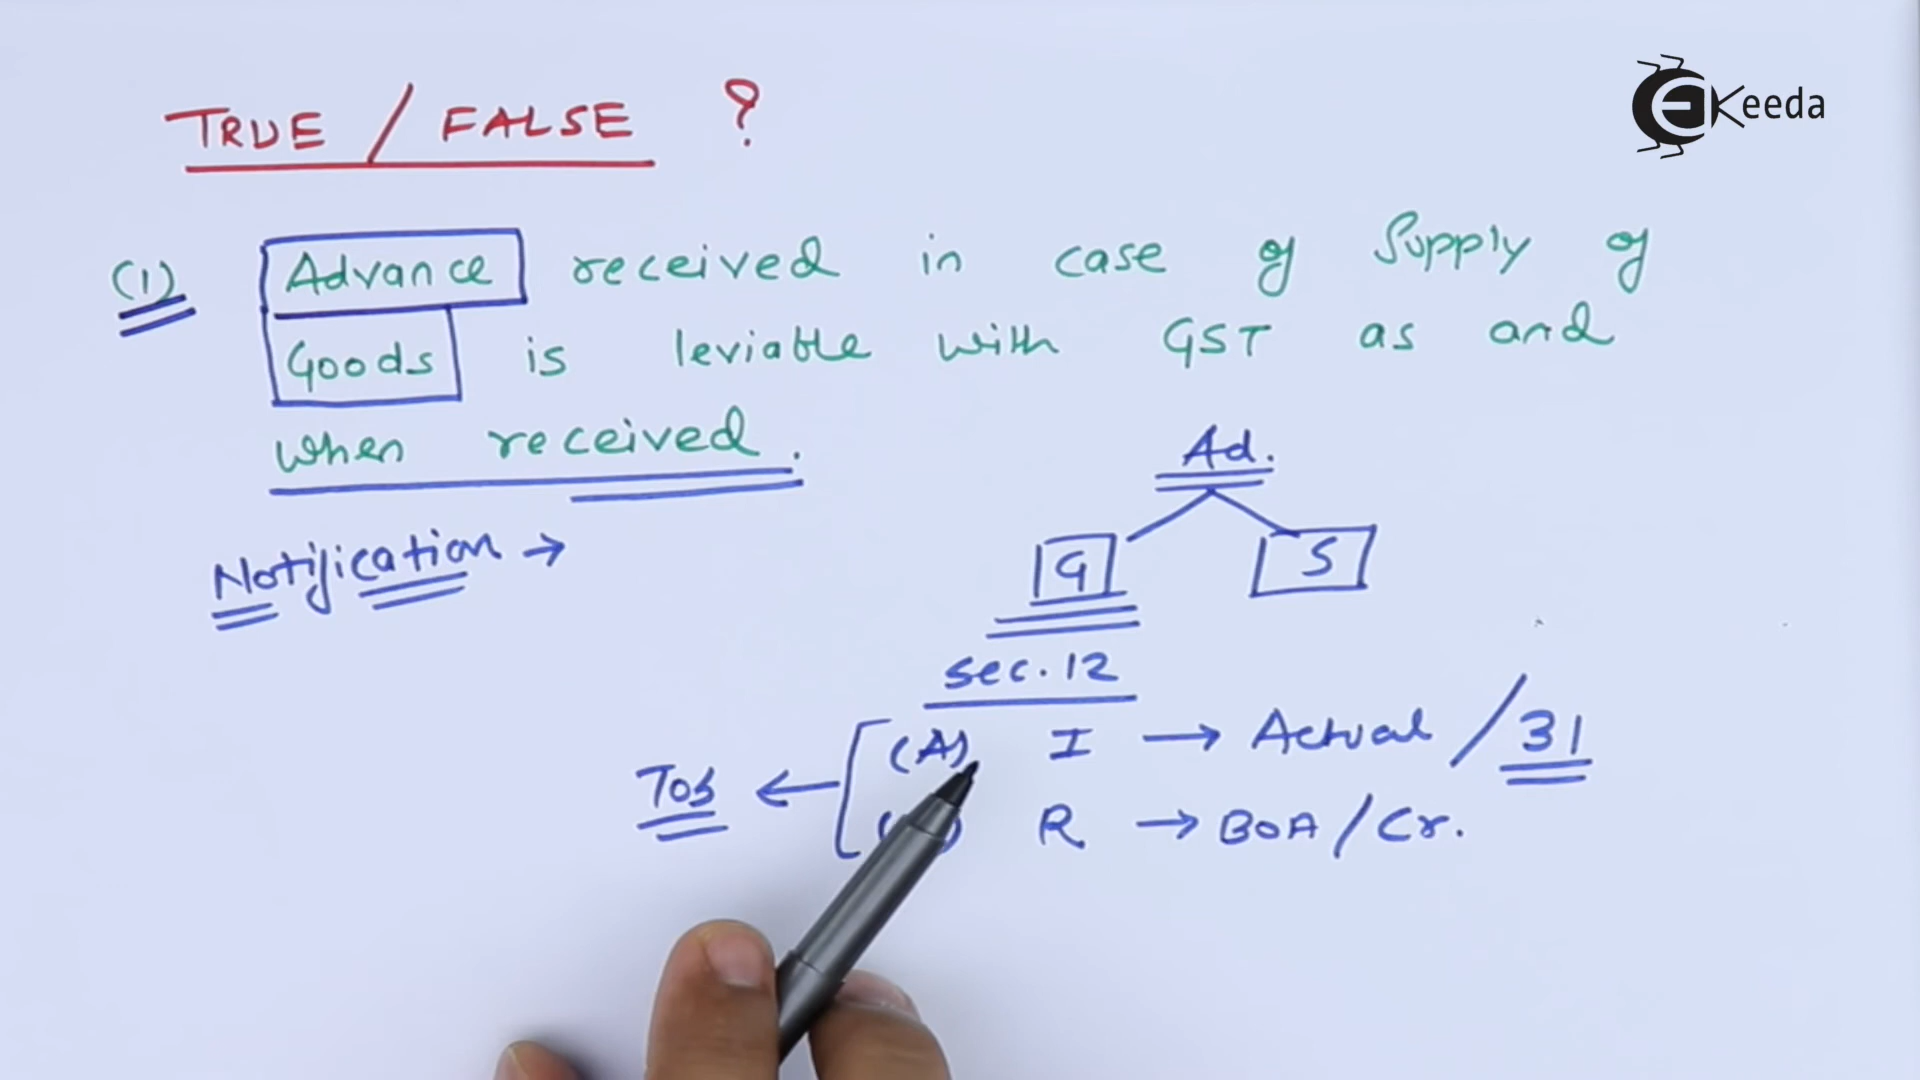 TRUE / FALSE ?
Keeda
(1) Advance received in case of Supply of
Goods is leviable with GST as and
when received.
Ad.
Notification →
G S
Sec. 12
(A) I → Actual / 31
TOS ←
R → BOA / Cr.